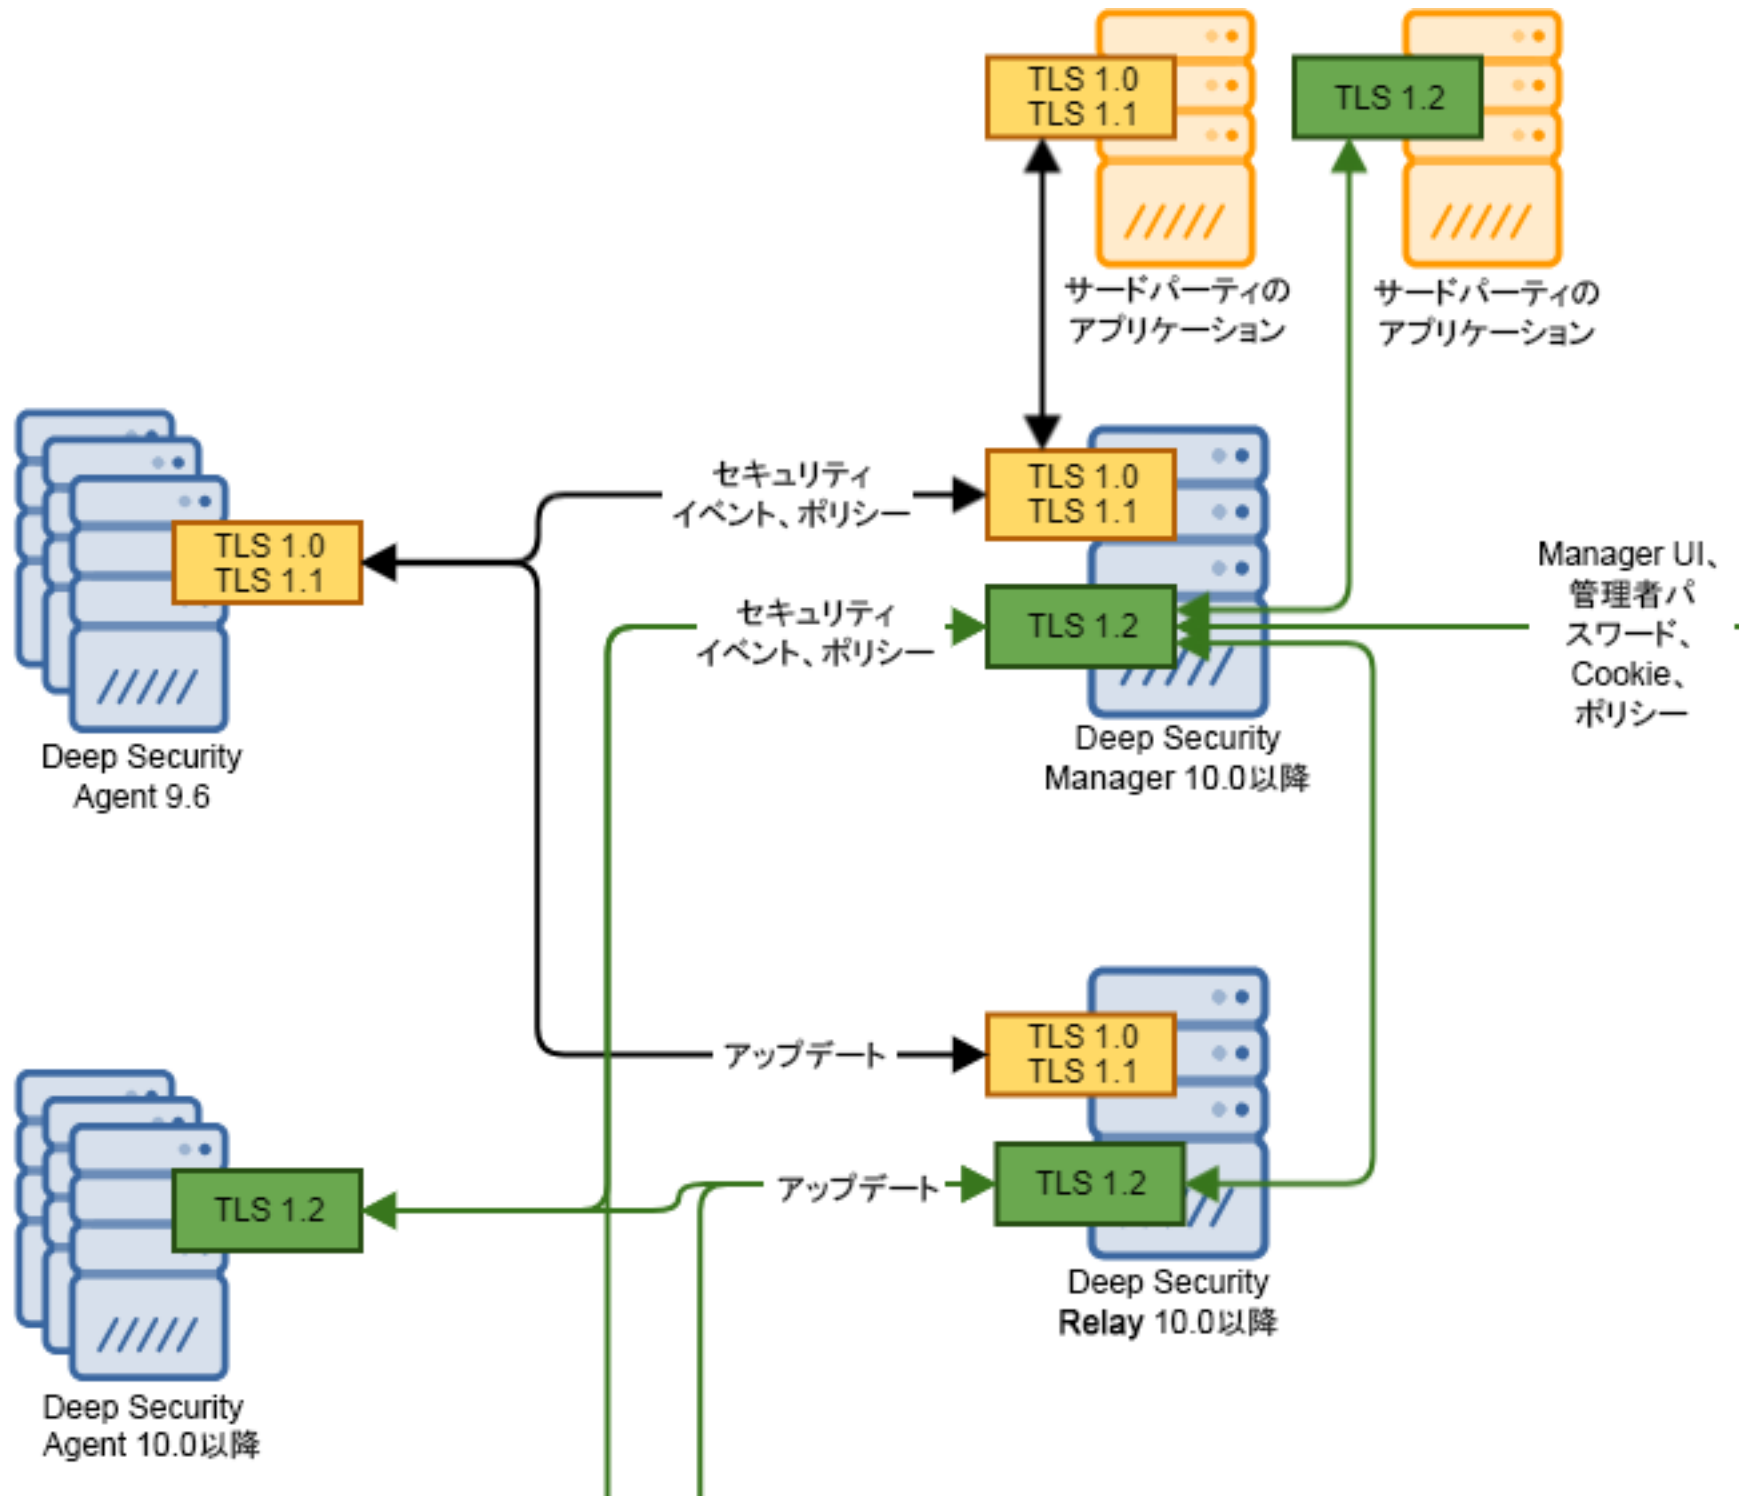 TLS 1.0
TLS 1.1
TLS 1.2
サードパーティの
アプリケーション
サードパーティの
アプリケーション
TLS 1.0
TLS 1.1
セキュリティ
イベント、ポリシー
TLS 1.0
TLS 1.1
セキュリティ
イベント、ポリシー
TLS 1.2
Manager UI、
管理者パ
スワード、
Cookie、
ポリシー
Deep Security
Agent 9.6
Deep Security
Manager 10.0以降
アップデート
TLS 1.0
TLS 1.1
TLS 1.2
アップデート
TLS 1.2
Deep Security
Relay 10.0以降
Deep Security
Agent 10.0以降